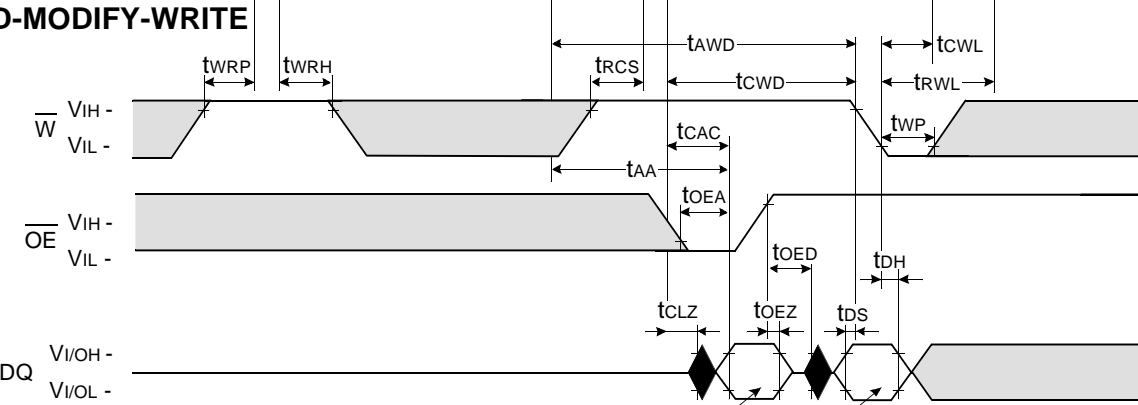 D-MODIFY-WRITE
tAWD
tCWL
tWRP
tWRH
tRCS
tCWD
tRWL
W
VIH -
VIL -
tWP
tCAC
tAA
tOEA
OE
VIH -
VIL -
tOED
tDH
tCLZ
tOEZ
tDS
DQ
VI/OH -
VI/OL -